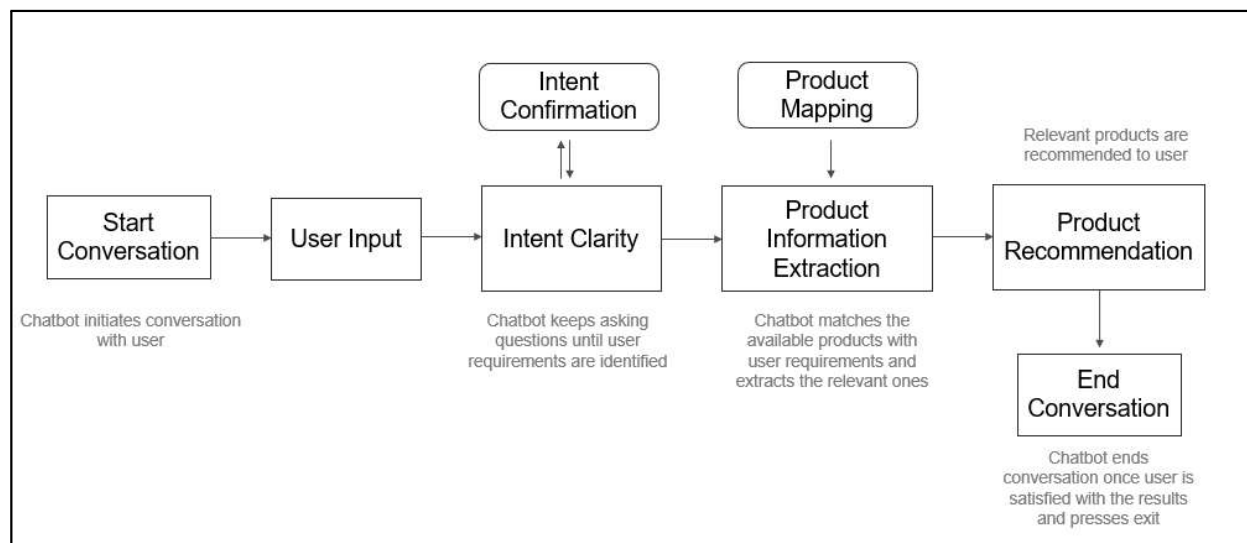 Intent
Confirmation
Product
Mapping
Relevant products are
recommended to user
Start
Conversation
User Input
Intent Clarity
Product
Information
Extraction
Product
Recommendation
Chatbot initiates conversation
with user
Chatbot keeps asking
questions until user
requirements are identified
Chatbot matches the
available products with
user requirements and
extracts the relevant ones
End
Conversation
Chatbot ends
conversation once user is
satisfied with the results
and presses exit